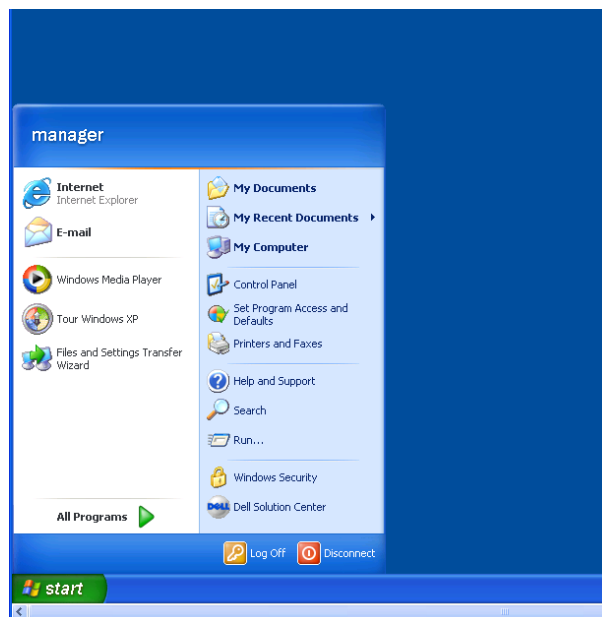 manager
Internet
Internet Explorer
E-mail
Windows Media Player
Tour Windows XP
Files and Settings Transfer
Wizard
All Programs
My Documents
My Recent Documents
My Computer
Control Panel
Set Program Access and
Defaults
Printers and Faxes
Help and Support
Search
Run...
Windows Security
DELL Dell Solution Center
Log Off Disconnect
start